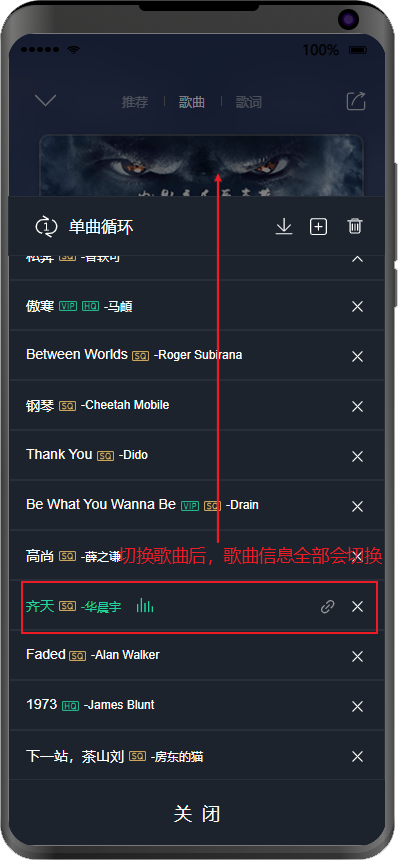 100%
推荐 歌曲 歌词
1 单曲循环
傲寒 VIP HQ -马頔
Between Worlds SQ -Roger Subirana
钢琴 SQ -Cheetah Mobile
Thank You SQ -Dido
Be What You Wanna Be VIP SQ -Drain
高尚 SQ -薛之谦
切换歌曲后，歌曲信息全部会切换
齐天 SQ -华晨宇
Faded SQ -Alan Walker
1973 HQ -James Blunt
下一站，茶山刘 SQ -房东的猫
关 闭